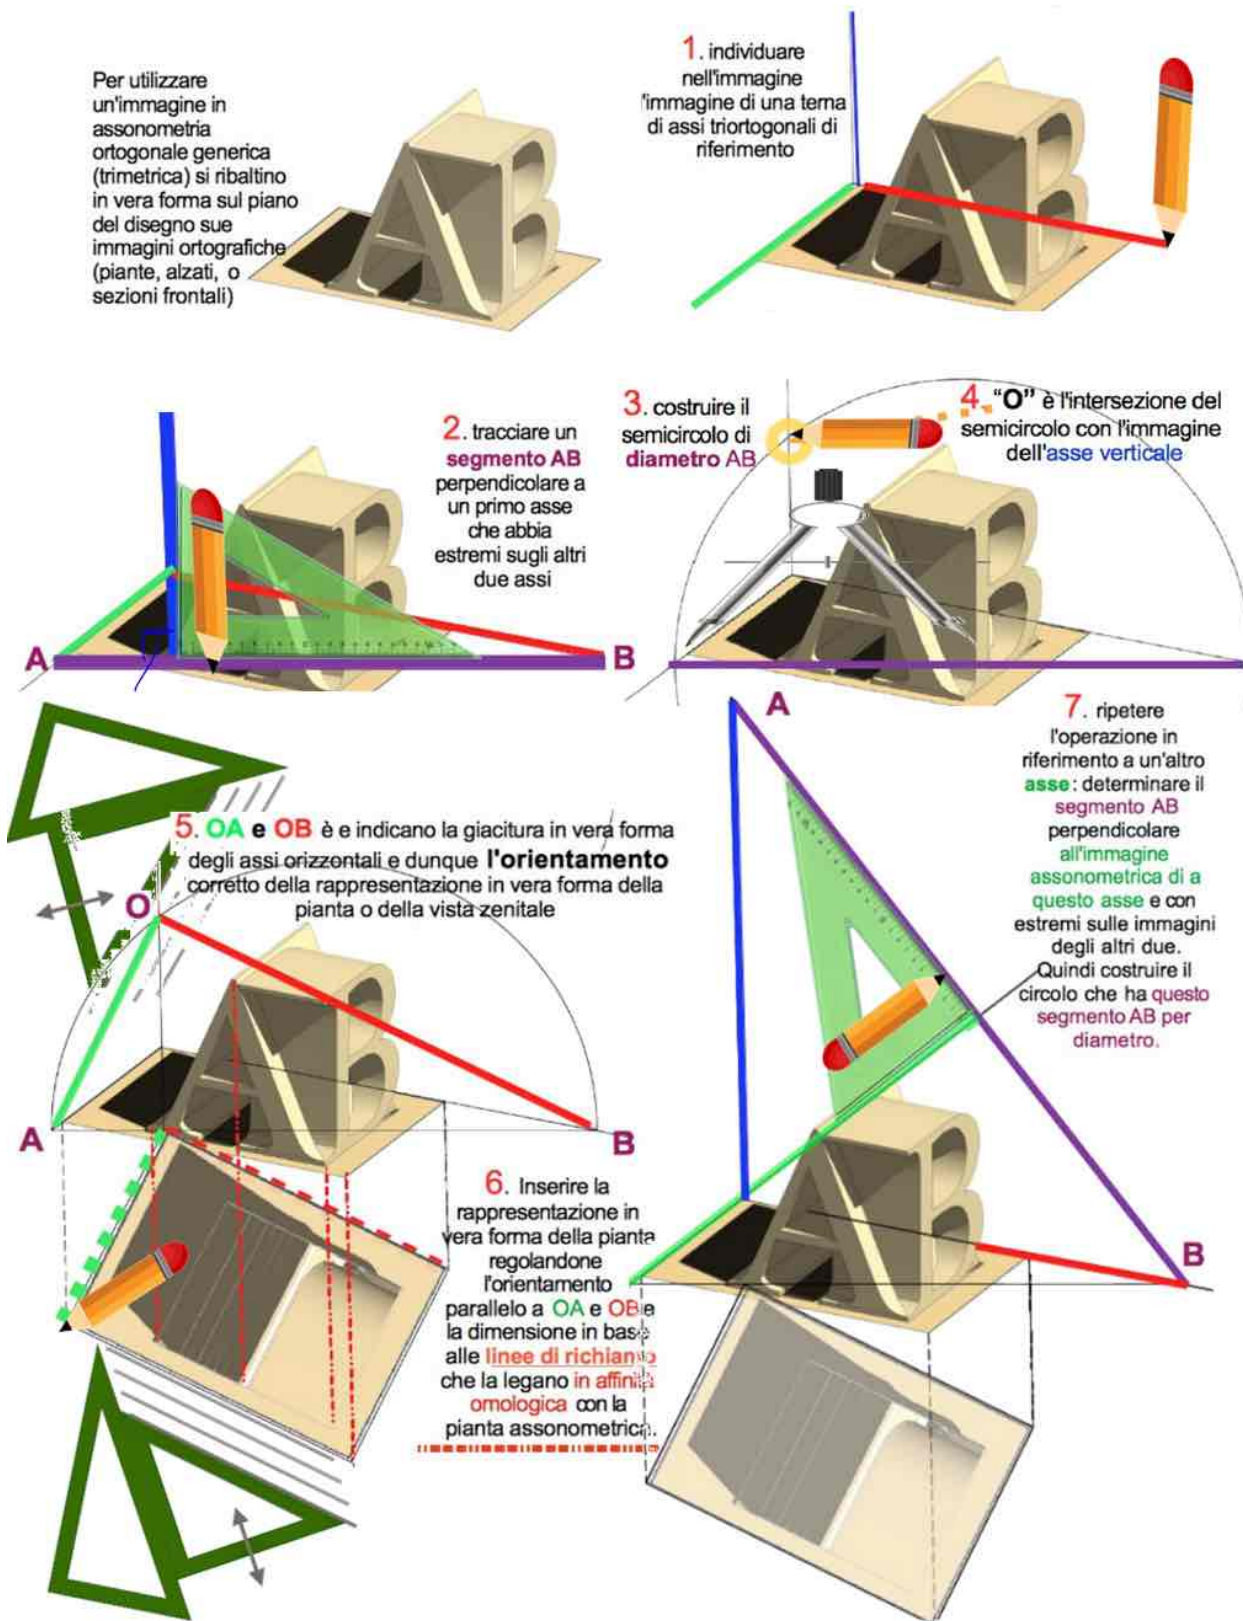 Per utilizzare
un'immagine in
assonometria
ortogonale generica
(trimetrica) si ribaltino
in vera forma sul piano
del disegno sue
immagini ortografiche
(piante, alzati, o
sezioni frontali)
1. individuare
nell'immagine
l'immagine di una terna
di assi triortogonali di
riferimento
2. tracciare un
segmento AB
perpendicolare a
un primo asse
che abbia
estremi sugli altri
due assi
A
B
3. costruire il
semicircolo di
diametro AB
4. "O" è l'intersezione del
semicircolo con l'immagine
dell'asse verticale
5. OA e OB è e indicano la giacitura in vera forma
degli assi orizzontali e dunque l'orientamento
corretto della rappresentazione in vera forma della
pianta o della vista zenitale
O
A
B
6. Inserire la
rappresentazione in
vera forma della pianta
regolandone
l'orientamento
parallelo a OA e OB e
la dimensione in base
alle linee di richiamo
che la legano in affinità
omologica con la
pianta assonometrica.
A
7. ripetere
l'operazione in
riferimento a un'altro
asse: determinare il
segmento AB
perpendicolare
all'immagine
assonometrica di a
questo asse e con
estremi sulle immagini
degli altri due.
Quindi costruire il
circolo che ha questo
segmento AB per
diametro.
B